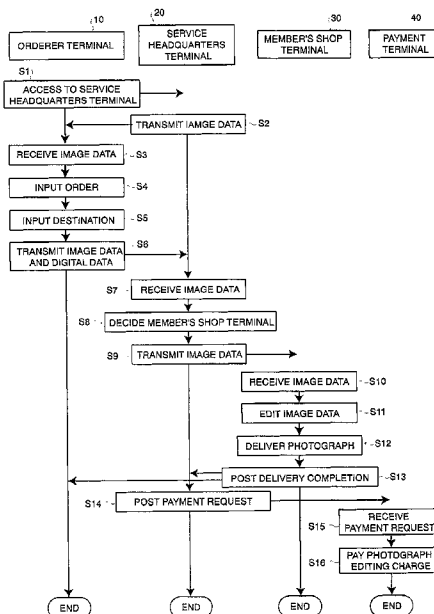 10
20
30
40
ORDERER TERMINAL
SERVICE
HEADQUARTERS
TERMINAL
MEMBER'S SHOP
TERMINAL
PAYMENT
TERMINAL
S1
ACCESS TO SERVICE
HEADQUARTERS TERMINAL
TRANSMIT IAMGE DATA
S2
RECEIVE IMAGE DATA
S3
INPUT ORDER
S4
INPUT DESTINATION
S5
TRANSMIT IMAGE DATA
AND DIGITAL DATA
S6
S7
RECEIVE IMAGE DATA
S8
DECIDE MEMBER'S SHOP TERMINAL
S9
TRANSMIT IMAGE DATA
RECEIVE IMAGE DATA
S10
EDIT IMAGE DATA
S11
DELIVER PHOTOGRAPH
S12
POST DELIVERY COMPLETION
S13
S14
POST PAYMENT REQUEST
S15
RECEIVE
PAYMENT REQUEST
S16
PAY PHOTOGRAPH
EDITING CHARGE
END
END
END
END